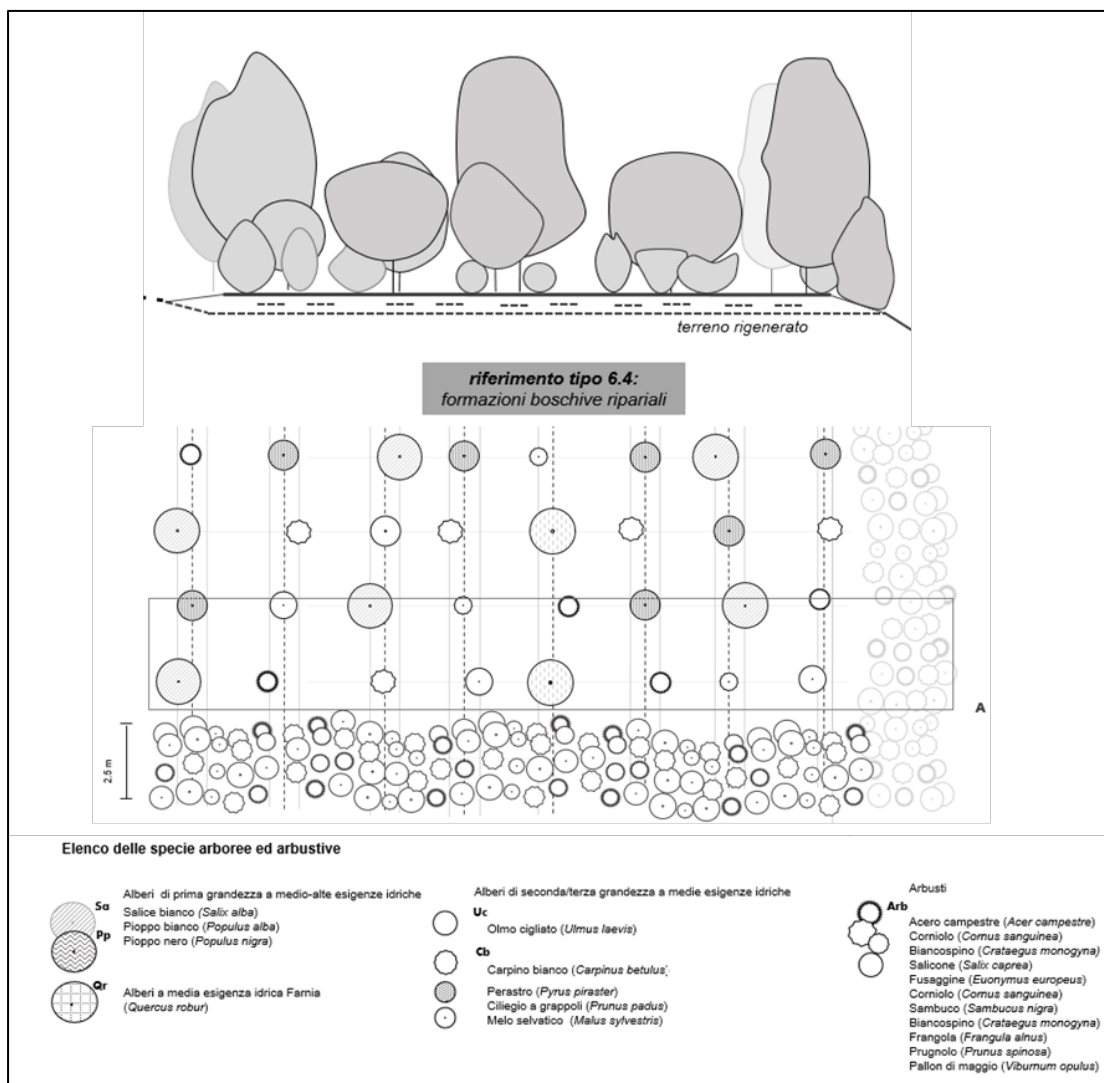 terreno rigenerato
riferimento tipo 6.4:
formazioni boschive ripariali
A
2.5 m
Elenco delle specie arboree ed arbustive
Alberi di prima grandezza a medio-alte esigenze idriche
Sa
Salice bianco (Salix alba)
Pioppo bianco (Populus alba)
Pp
Pioppo nero (Populus nigra)
Qr
Alberi a media esigenza idrica Farnia
(Quercus robur)
Alberi di seconda/terza grandezza a medie esigenze idriche
Uc
Olmo cigliato (Ulmus laevis)
Cb
Carpino bianco (Carpinus betulus)
Perastro (Pyrus piraster)
Ciliegio a grappoli (Prunus padus)
Melo selvatico (Malus sylvestris)
Arbusti
Arb
Acero campestre (Acer campestre)
Corniolo (Cornus sanguinea)
Biancospino (Crataegus monogyna)
Salicone (Salix caprea)
Fusaggine (Euonymus europeus)
Corniolo (Cornus sanguinea)
Sambuco (Sambucus nigra)
Biancospino (Crataegus monogyna)
Frangola (Frangula alnus)
Prugnolo (Prunus spinosa)
Pallon di maggio (Viburnum opulus)